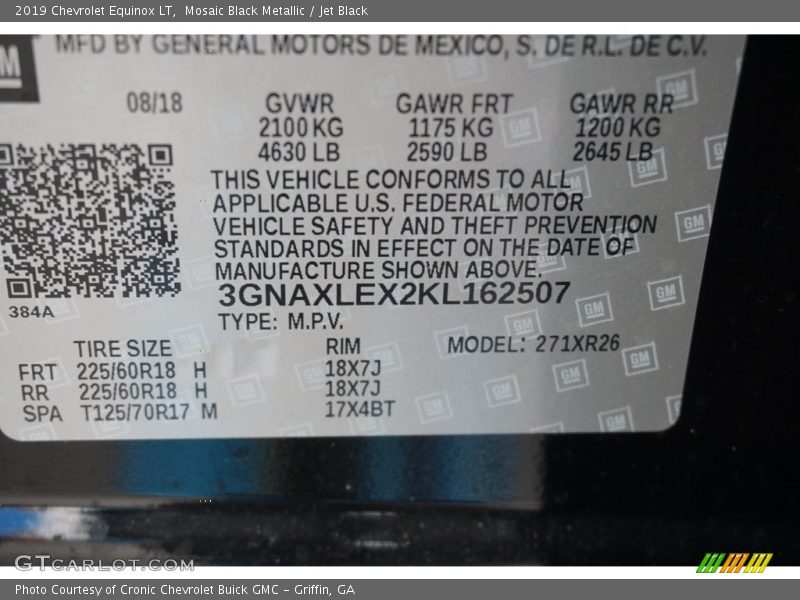 2019 Chevrolet Equinox LT,  Mosaic Black Metallic / Jet Black
GM MFD BY GENERAL MOTORS DE MEXICO, S. DE R.L. DE C.V.
08/18 GVWR GAWR FRT GAWR RR
2100 KG 1175 KG 1200 KG
4630 LB 2590 LB 2645 LB
THIS VEHICLE CONFORMS TO ALL
APPLICABLE U.S. FEDERAL MOTOR
VEHICLE SAFETY AND THEFT PREVENTION
STANDARDS IN EFFECT ON THE DATE OF
MANUFACTURE SHOWN ABOVE.
3GNAXLEX2KL162507
384A TYPE: M.P.V.
TIRE SIZE RIM MODEL: 271XR26
FRT 225/60R18 H 18X7J
RR 225/60R18 H 18X7J
SPA T125/70R17 M 17X4BT
GTCARLOT.COM
Photo Courtesy of Cronic Chevrolet Buick GMC – Griffin, GA